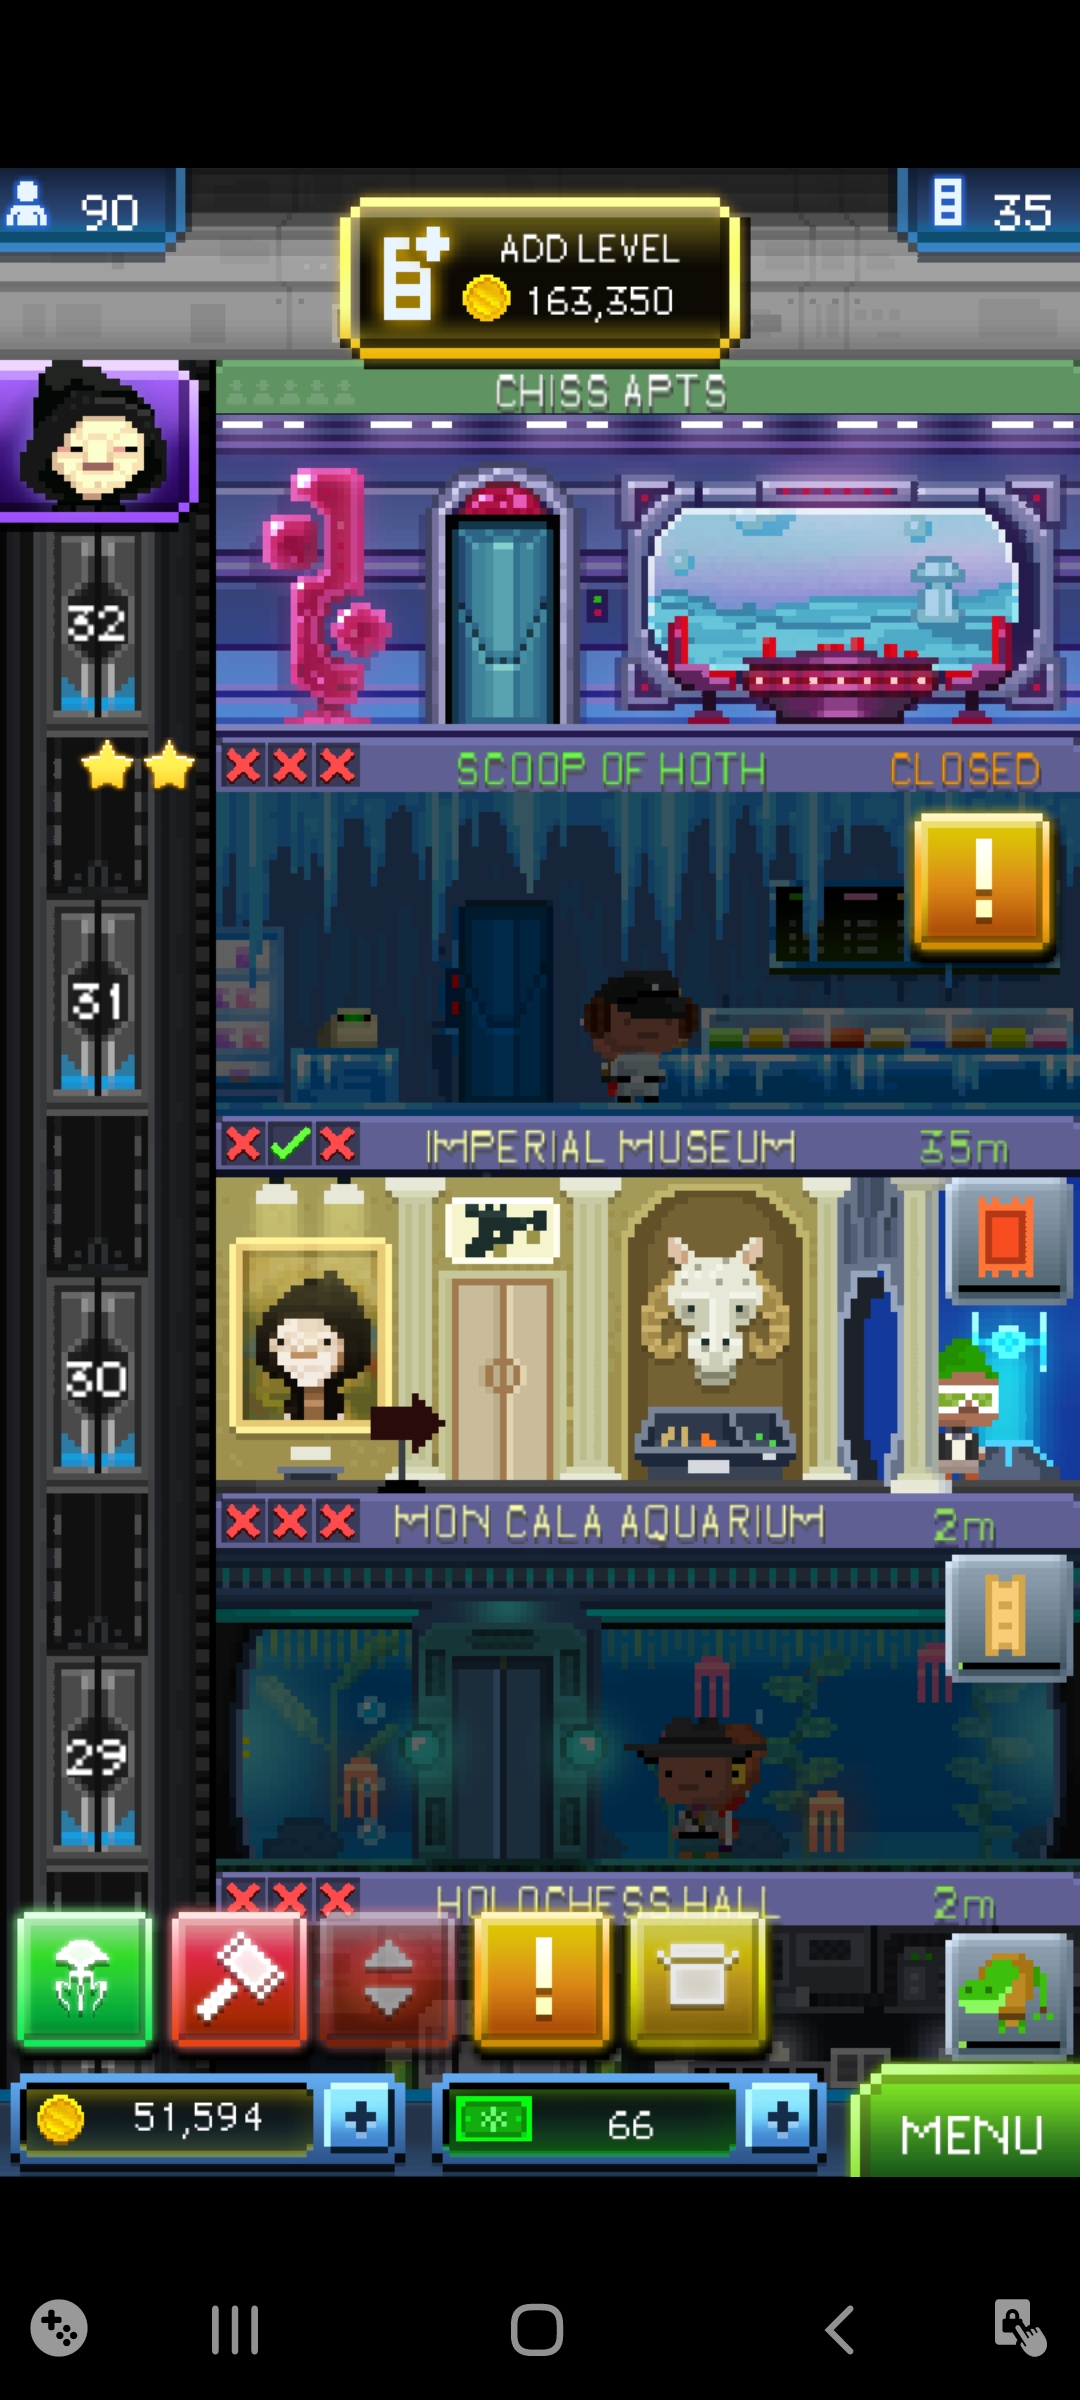 90
35
ADD LEVEL
163,350
CHISS APTS
32
SCOOP OF HOTH
CLOSED
!
31
IMPERIAL MUSEUM
35m
30
MON CALA AQUARIUM
2m
29
HOLOCHESS HALL
2m
!
51,594
66
MENU